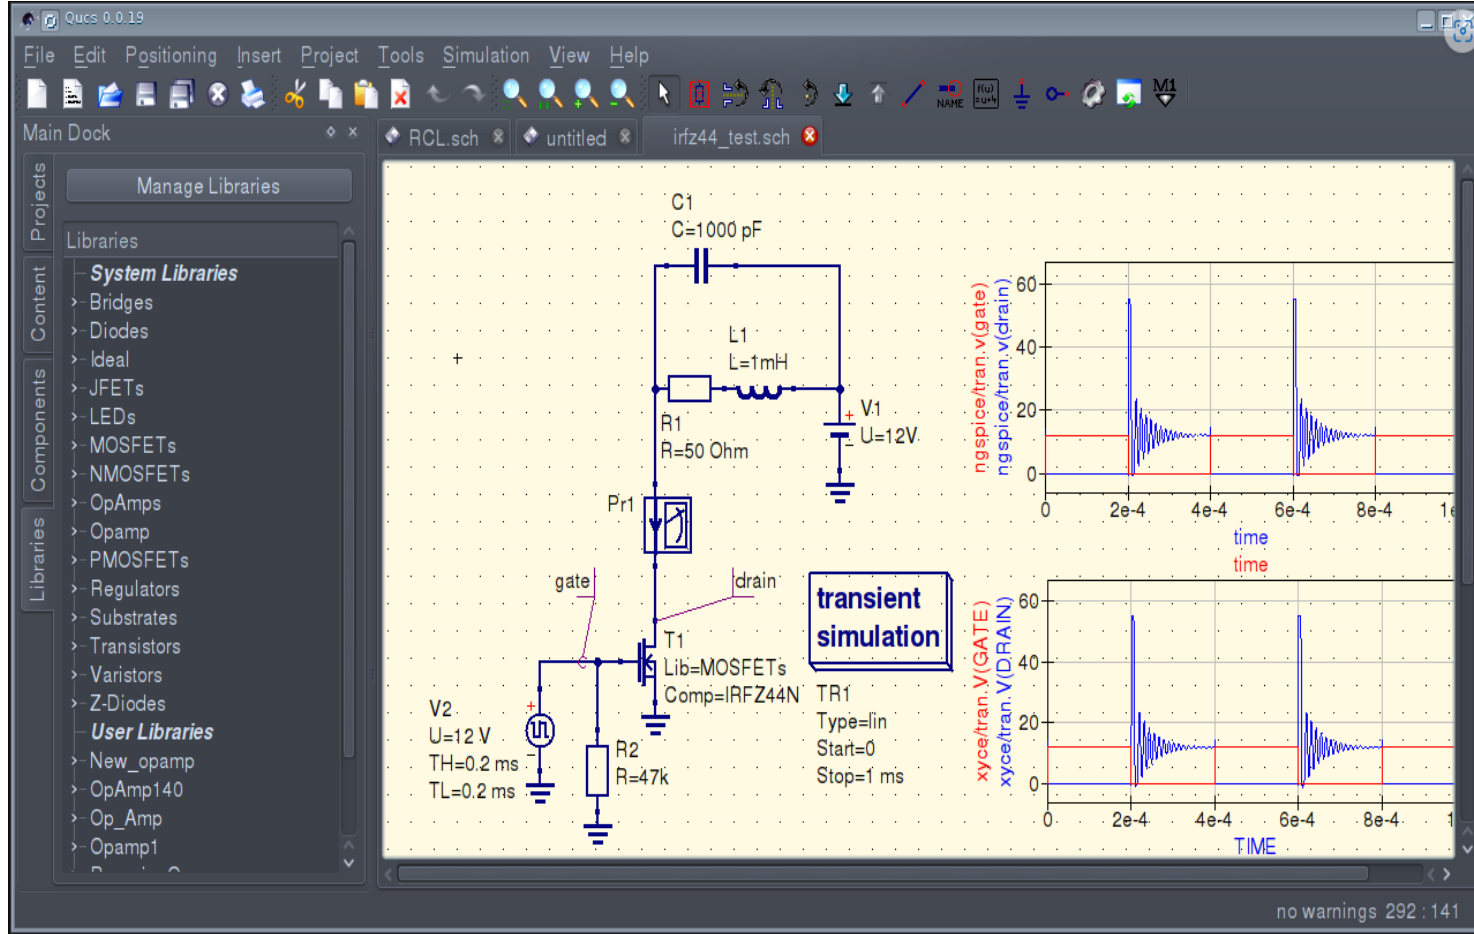 Qucs 0.0.19
File Edit Positioning Insert Project Tools Simulation View Help
NAME
f(u)
=u+4
M1
Main Dock
RCL.sch
untitled
irfz44_test.sch
Projects
Content
Components
Libraries
Manage Libraries
Libraries
System Libraries
Bridges
Diodes
Ideal
JFETs
LEDs
MOSFETs
NMOSFETs
OpAmps
Opamp
PMOSFETs
Regulators
Substrates
Transistors
Varistors
Z-Diodes
User Libraries
New_opamp
OpAmp140
Op_Amp
Opamp1
C1
C=1000 pF
L1
L=1mH
R1
R=50 Ohm
+
V1
U=12V
-
Pr1
gate
drain
T1
Lib=MOSFETs
Comp=IRFZ44N
V2
U=12 V
TH=0.2 ms
TL=0.2 ms
+
-
R2
R=47k
transient
simulation
TR1
Type=lin
Start=0
Stop=1 ms
ngspice/tran.v(gate)
ngspice/tran.v(drain)
60
40
20
0
0 2e-4 4e-4 6e-4 8e-4
time
time
xyce/tran.V(GATE)
xyce/tran.V(DRAIN)
60
40
20
0
0 2e-4 4e-4 6e-4 8e-4
TIME
no warnings 292 : 141